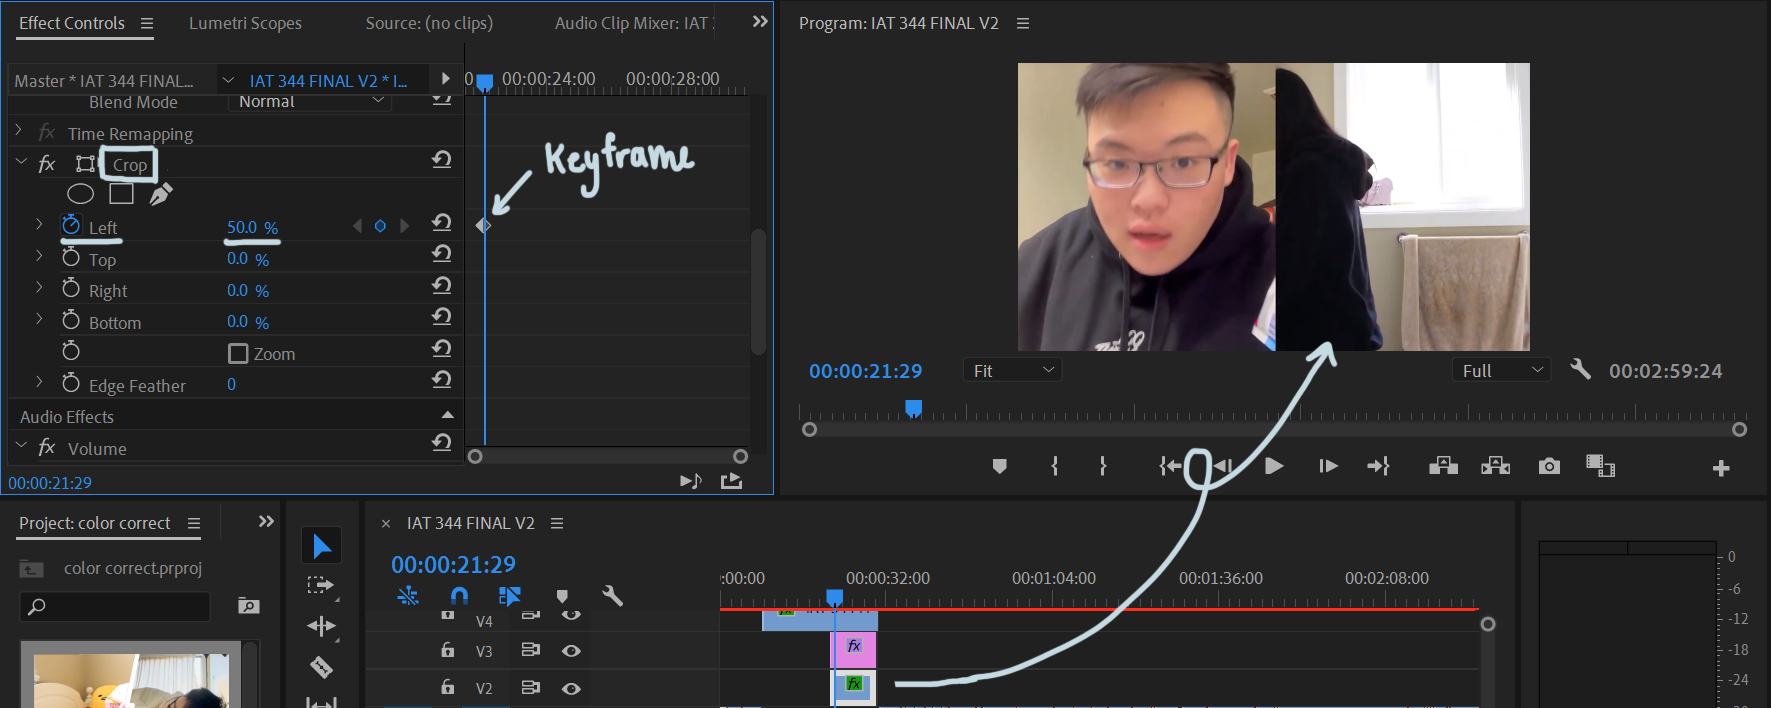 Effect Controls
Lumetri Scopes
Source: (no clips)
Audio Clip Mixer: IAT
Master * IAT 344 FINAL...
IAT 344 FINAL V2 * I...
0
00:00:24:00
00:00:28:00
Blend Mode
Normal
fx Time Remapping
fx Crop
Keyframe
Left 50.0 %
Top 0.0 %
Right 0.0 %
Bottom 0.0 %
Zoom
Edge Feather 0
Audio Effects
fx Volume
00:00:21:29
Program: IAT 344 FINAL V2
00:00:21:29
Fit
Full
00:02:59:24
Project: color correct
color correct.prproj
× IAT 344 FINAL V2
00:00:21:29
:00:00
00:00:32:00
00:01:04:00
00:01:36:00
00:02:08:00
V4
V3
fx
V2
fx
0
-6
-12
-18
-24